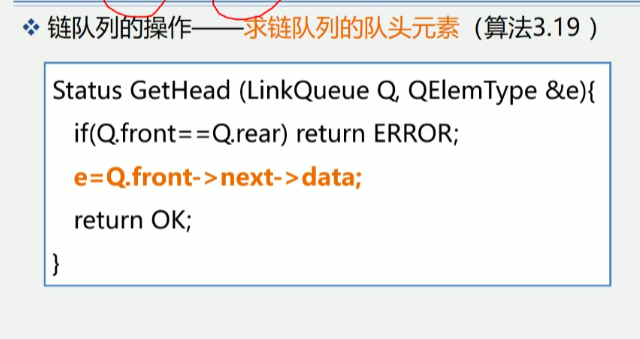 ❖ 链队列的操作——求链队列的队头元素（算法3.19 ）
Status GetHead (LinkQueue Q, QElemType &e){
if(Q.front==Q.rear) return ERROR;
e=Q.front->next->data;
return OK;
}